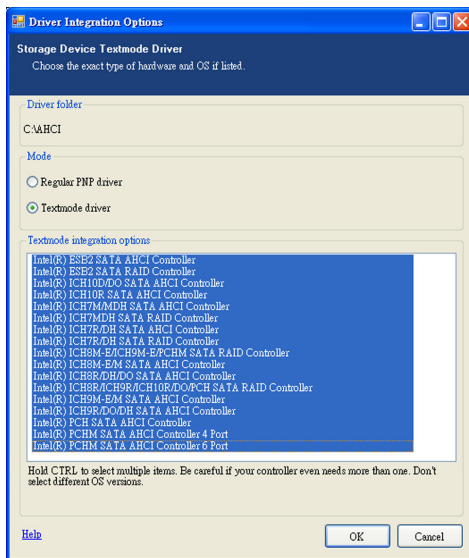 Driver Integration Options
Storage Device Textmode Driver
Choose the exact type of hardware and OS if listed.
Driver folder
C:\AHCI
Mode
Regular PNP driver
Textmode driver
Textmode integration options
Intel(R) ESB2 SATA AHCI Controller
Intel(R) ESB2 SATA RAID Controller
Intel(R) ICH10D/DO SATA AHCI Controller
Intel(R) ICH10R SATA AHCI Controller
Intel(R) ICH7M/MDH SATA AHCI Controller
Intel(R) ICH7MDH SATA RAID Controller
Intel(R) ICH7R/DH SATA AHCI Controller
Intel(R) ICH7R/DH SATA RAID Controller
Intel(R) ICH8M-E/ICH9M-E/PCHM SATA RAID Controller
Intel(R) ICH8M-E/M SATA AHCI Controller
Intel(R) ICH8R/DH/DO SATA AHCI Controller
Intel(R) ICH8R/ICH9R/ICH10R/DO/PCH SATA RAID Controller
Intel(R) ICH9M-E/M SATA AHCI Controller
Intel(R) ICH9R/DO/DH SATA AHCI Controller
Intel(R) PCH SATA AHCI Controller
Intel(R) PCHM SATA AHCI Controller 4 Port
Intel(R) PCHM SATA AHCI Controller 6 Port
Hold CTRL to select multiple items. Be careful if your controller even needs more than one. Don't
select different OS versions.
Help
OK
Cancel